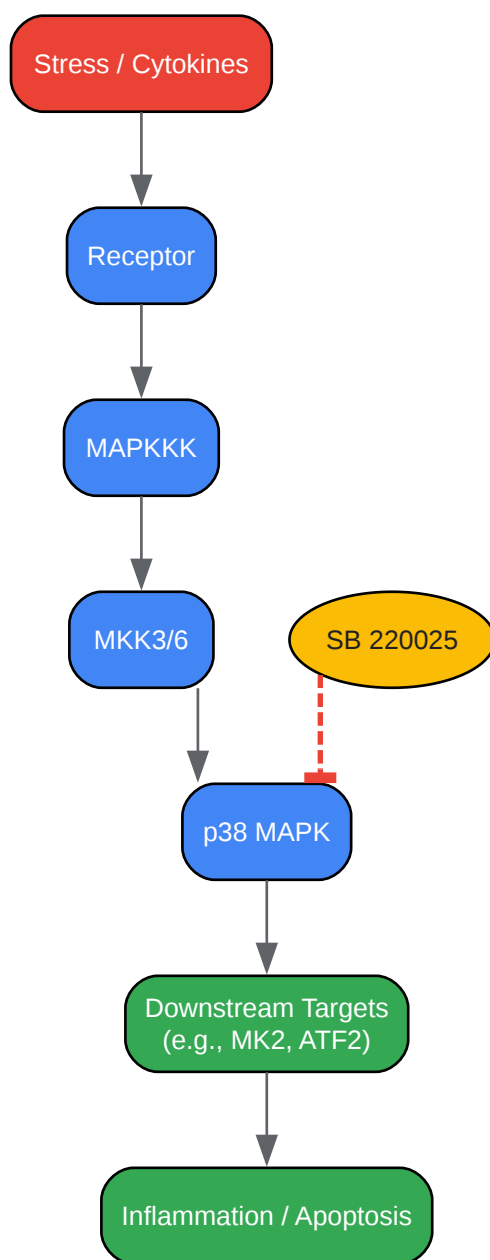 Stress / Cytokines
Receptor
MAPKKK
MKK3/6
SB 220025
p38 MAPK
Downstream Targets
(e.g., MK2, ATF2)
Inflammation / Apoptosis